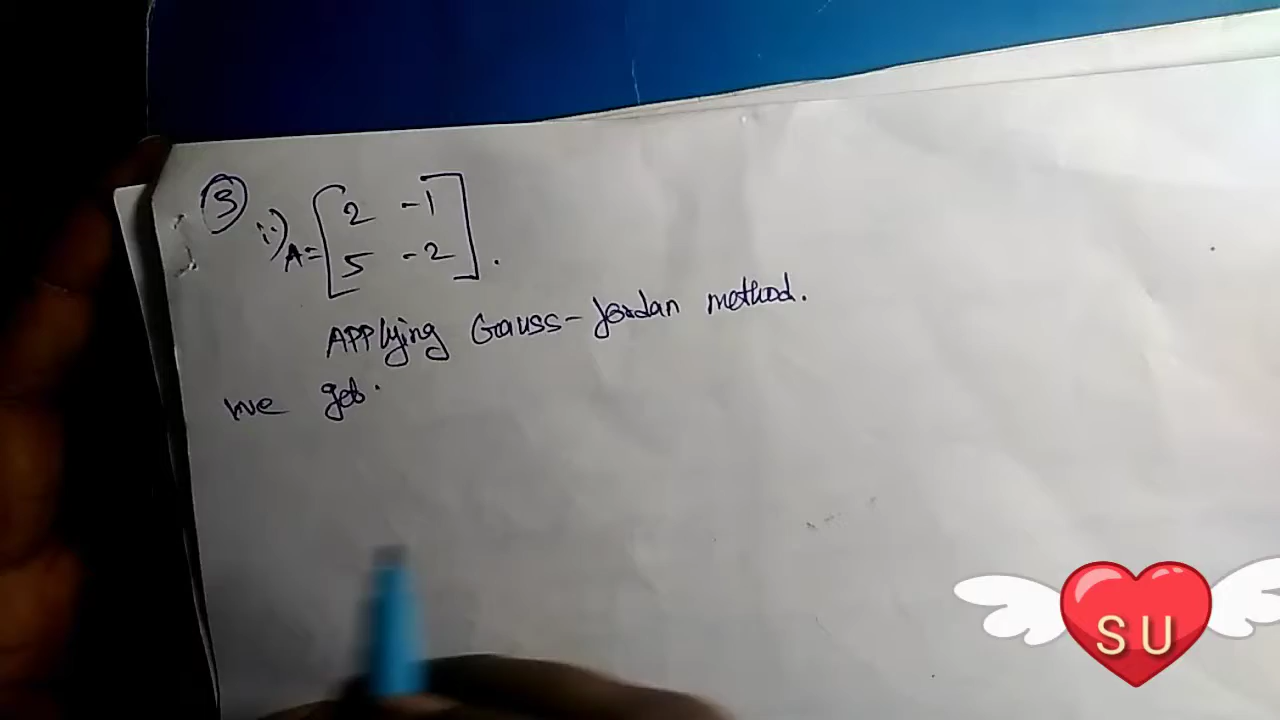 ③ i) A = [2 -1
5 -2].
Applying Gauss-Jordan method.
we get.
SU